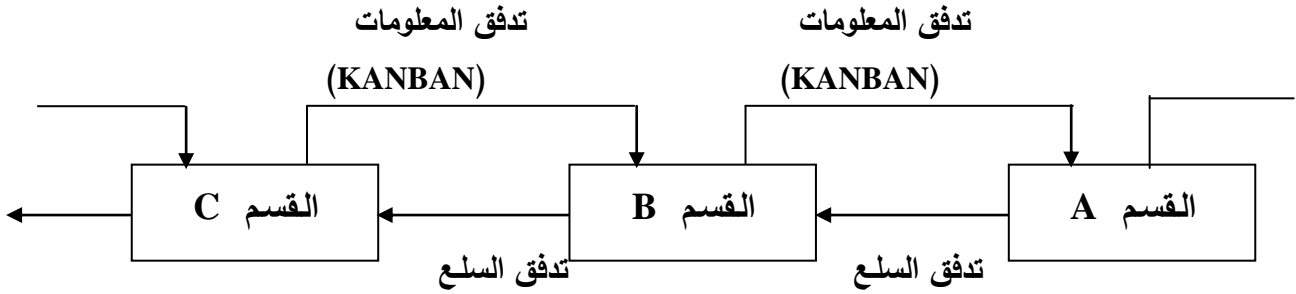 تدفق المعلومات تدفق المعلومات
(KANBAN) (KANBAN)
القسم A القسم B القسم C
تدفق السلع تدفق السلع